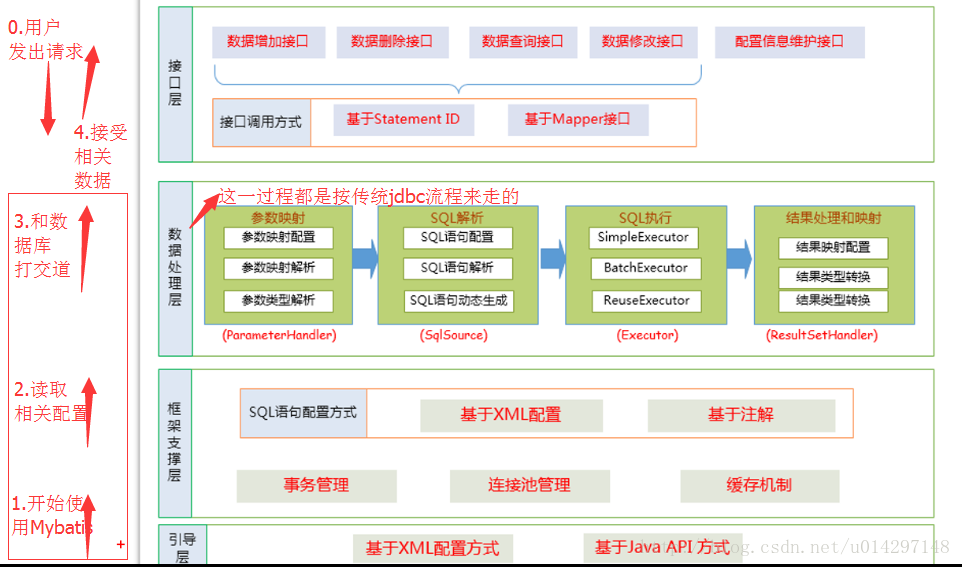 0.用户
发出请求
4.接受
相关
数据
3.和数
据库
打交道
2.读取
相关配置
1.开始使
用Mybatis
+
接口层
数据增加接口 数据删除接口 数据查询接口 数据修改接口 配置信息维护接口
接口调用方式 基于Statement ID 基于Mapper接口
数据处理层
这一过程都是按传统jdbc流程来走的
参数映射 SQL解析 SQL执行 结果处理和映射
参数映射配置 SQL语句配置 SimpleExecutor 结果映射配置
参数映射解析 SQL语句解析 BatchExecutor 结果类型转换
参数类型解析 SQL语句动态生成 ReuseExecutor 结果类型转换
(ParameterHandler) (SqlSource) (Executor) (ResultSetHandler)
框架支撑层
SQL语句配置方式 基于XML配置 基于注解
事务管理 连接池管理 缓存机制
引导
层
基于XML配置方式 基于Java API 方式
blog.csdn.net/u014297148